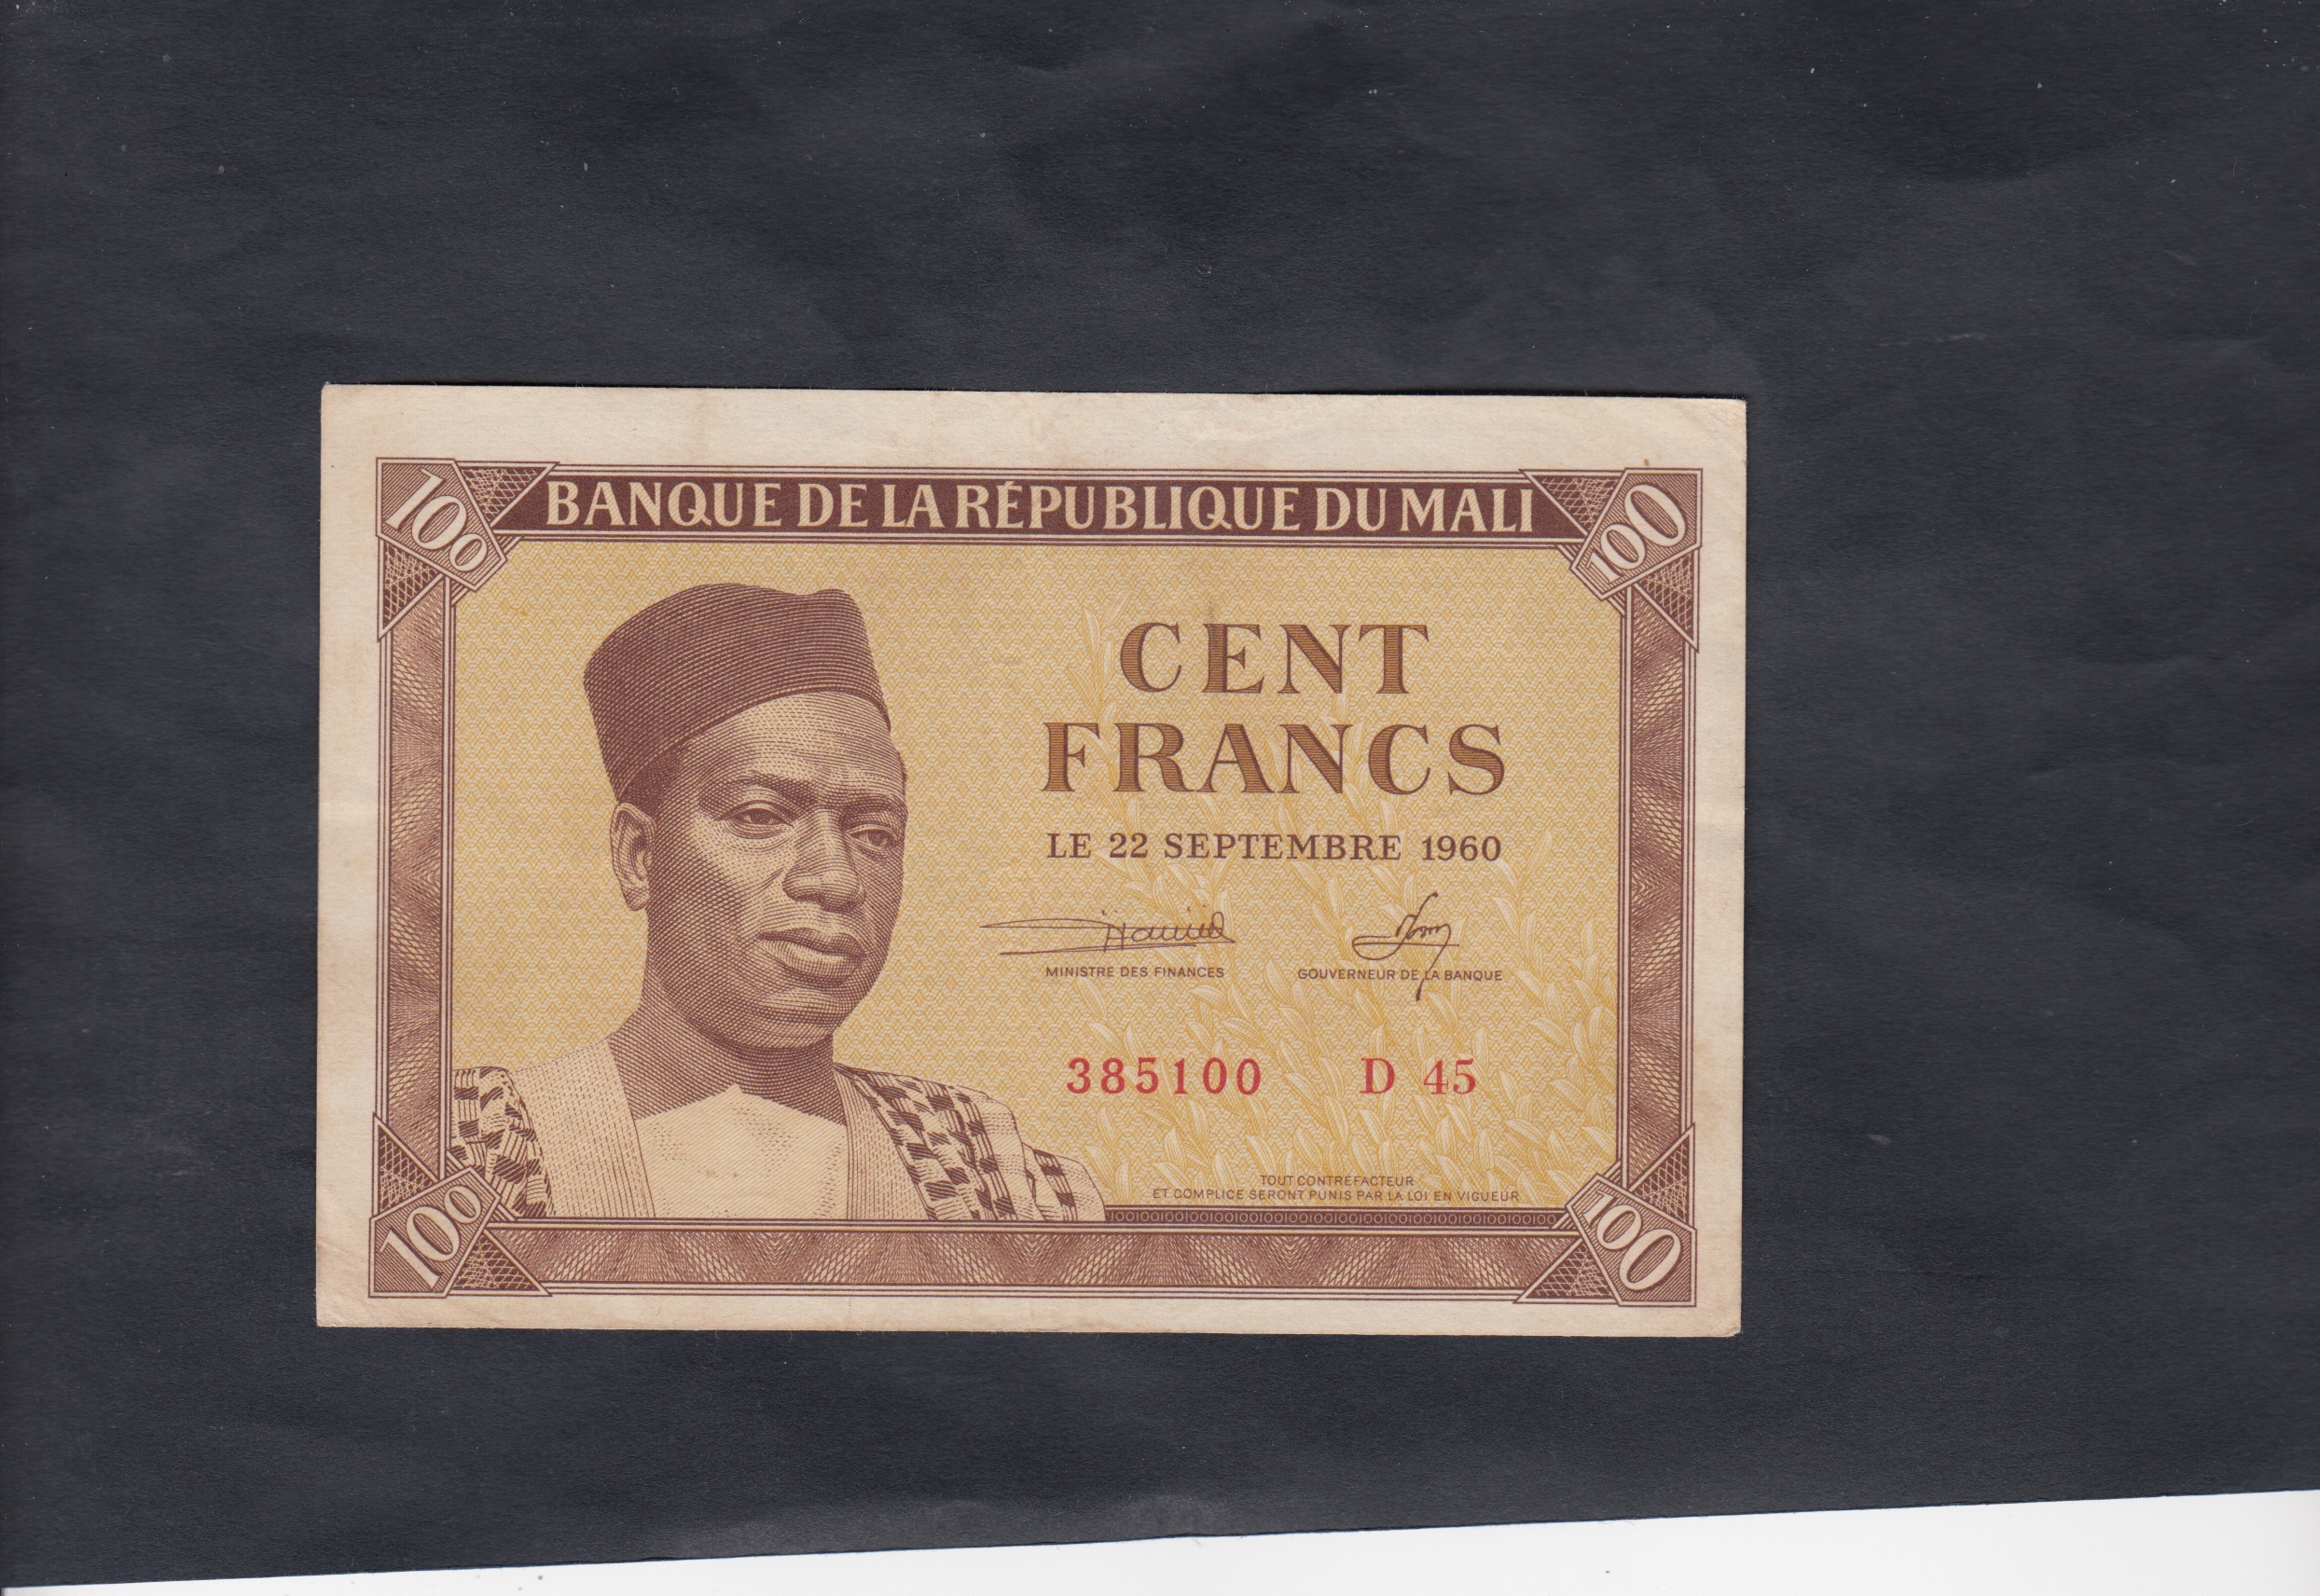 100
BANQUE DE LA RÉPUBLIQUE DU MALI
100
CENT
FRANCS
LE 22 SEPTEMBRE 1960
MINISTRE DES FINANCES
GOUVERNEUR DE LA BANQUE
385100 D 45
TOUT CONTREFACTEUR
ET COMPLICE SERONT PUNIS PAR LA LOI EN VIGUEUR
100
100